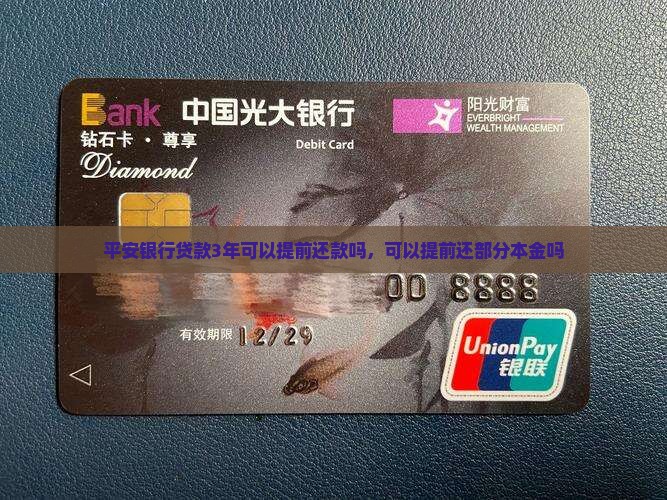 Bank 中国光大银行
阳光财富
EVERBRIGHT
WEALTH MANAGEMENT
钻石卡·尊享
Debit Card
Diamond
平安银行贷款3年可以提前还款吗，可以提前还部分本金吗
00 8888
有效期限 12/29
UnionPay
银联